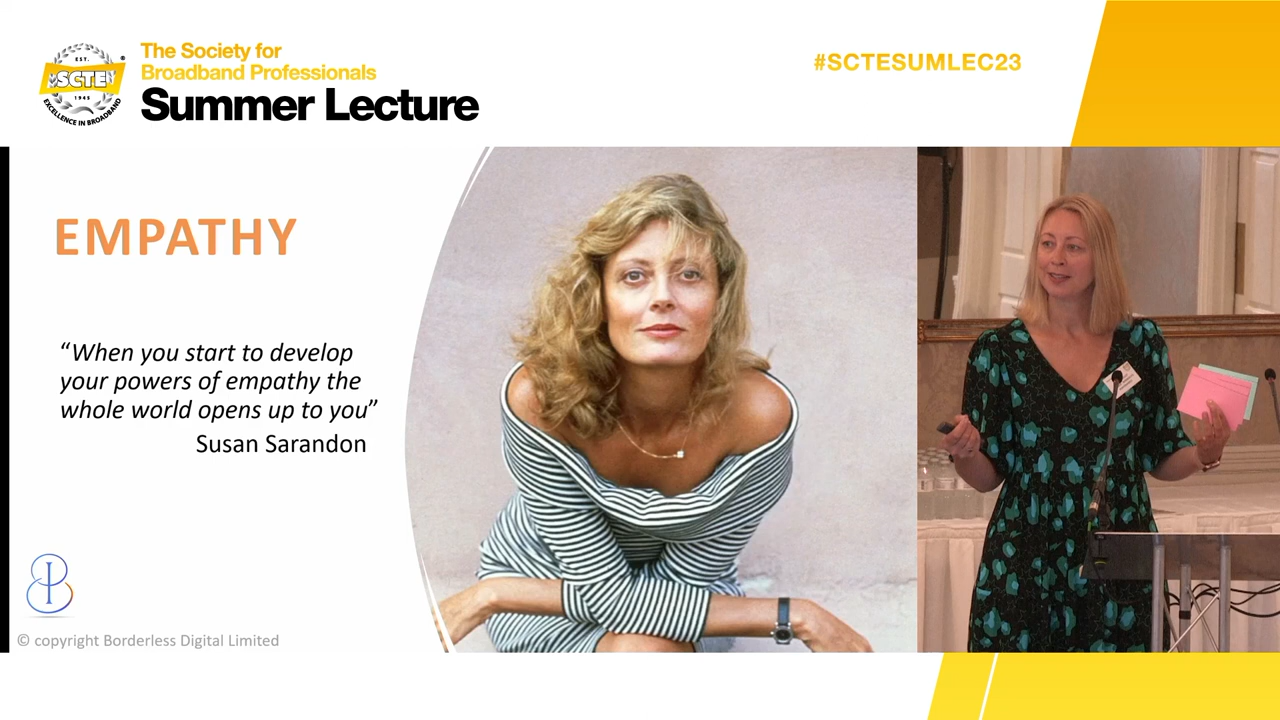 EST.
SCTE
1945
EXCELLENCE IN BROADBAND
®
The Society for
Broadband Professionals
Summer Lecture
#SCTESUMLEC23
EMPATHY
“When you start to develop
your powers of empathy the
whole world opens up to you”
Susan Sarandon
© copyright Borderless Digital Limited